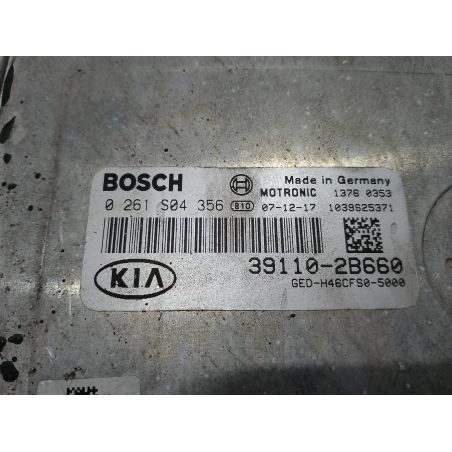 BOSCH Made in Germany
MOTRONIC 1376 0353
0 261 S04 356 B10 07-12-17 1039S25371
KIA 39110-2B660
GED-H46CFS0-5000